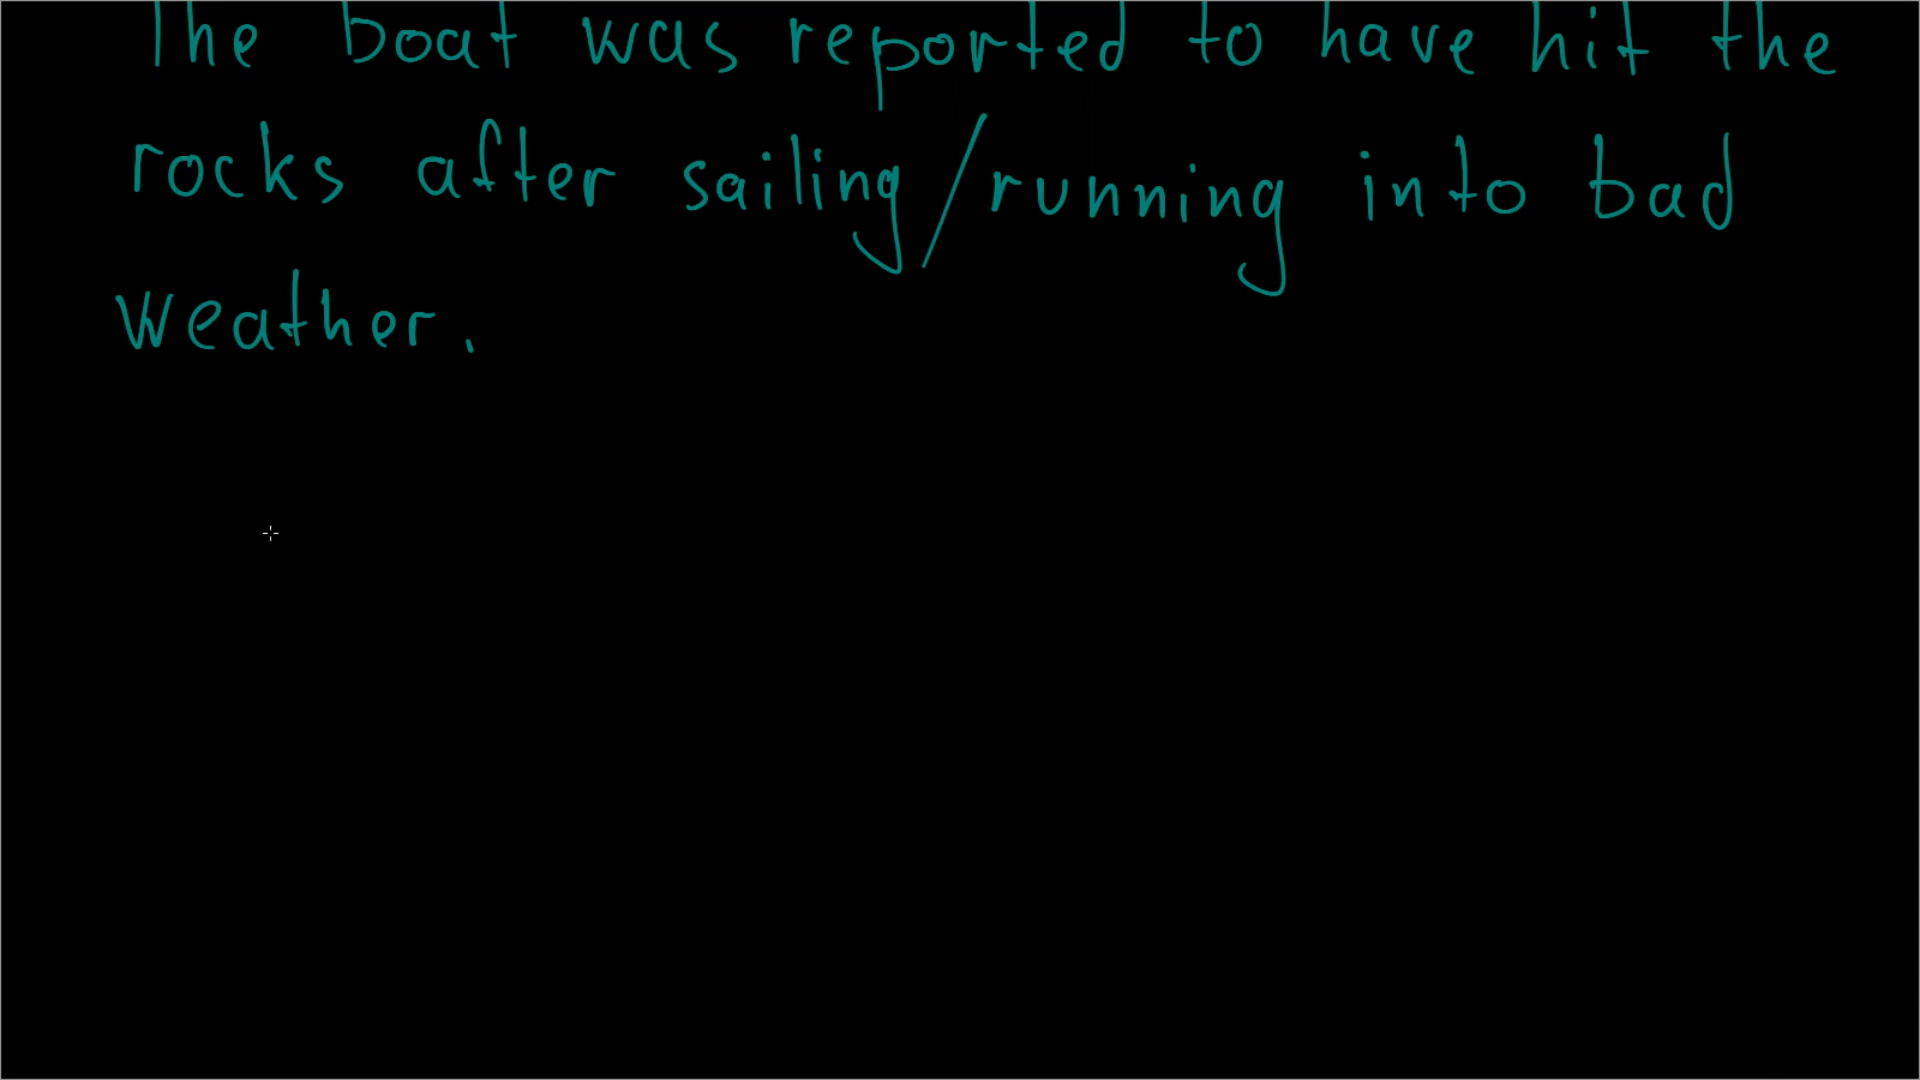 The boat was reported to have hit the
rocks after sailing/running into bad
weather.